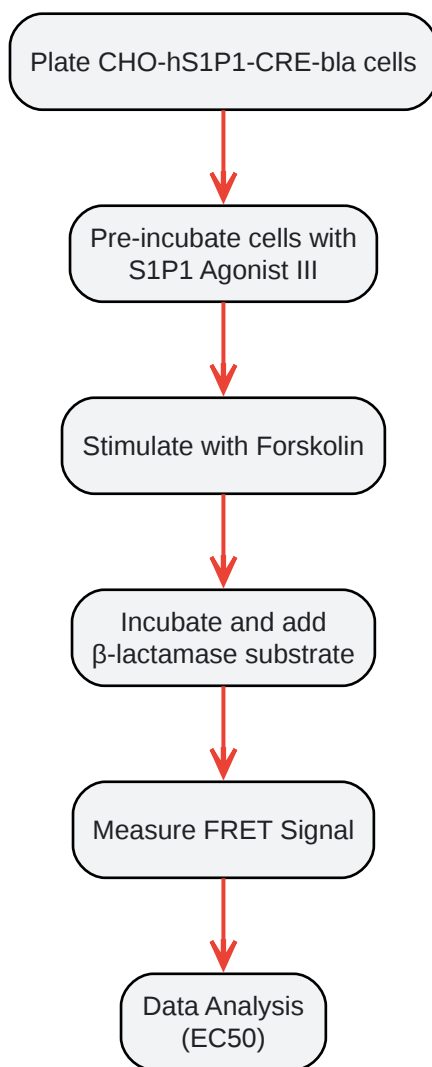 Plate CHO-hS1P1-CRE-bla cells
Pre-incubate cells with
S1P1 Agonist III
Stimulate with Forskolin
Incubate and add
β-lactamase substrate
Measure FRET Signal
Data Analysis
(EC50)